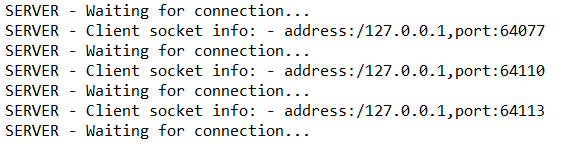 SERVER - Waiting for connection...
SERVER - Client socket info: - address:/127.0.0.1,port:64077
SERVER - Waiting for connection...
SERVER - Client socket info: - address:/127.0.0.1,port:64110
SERVER - Waiting for connection...
SERVER - Client socket info: - address:/127.0.0.1,port:64113
SERVER - Waiting for connection...